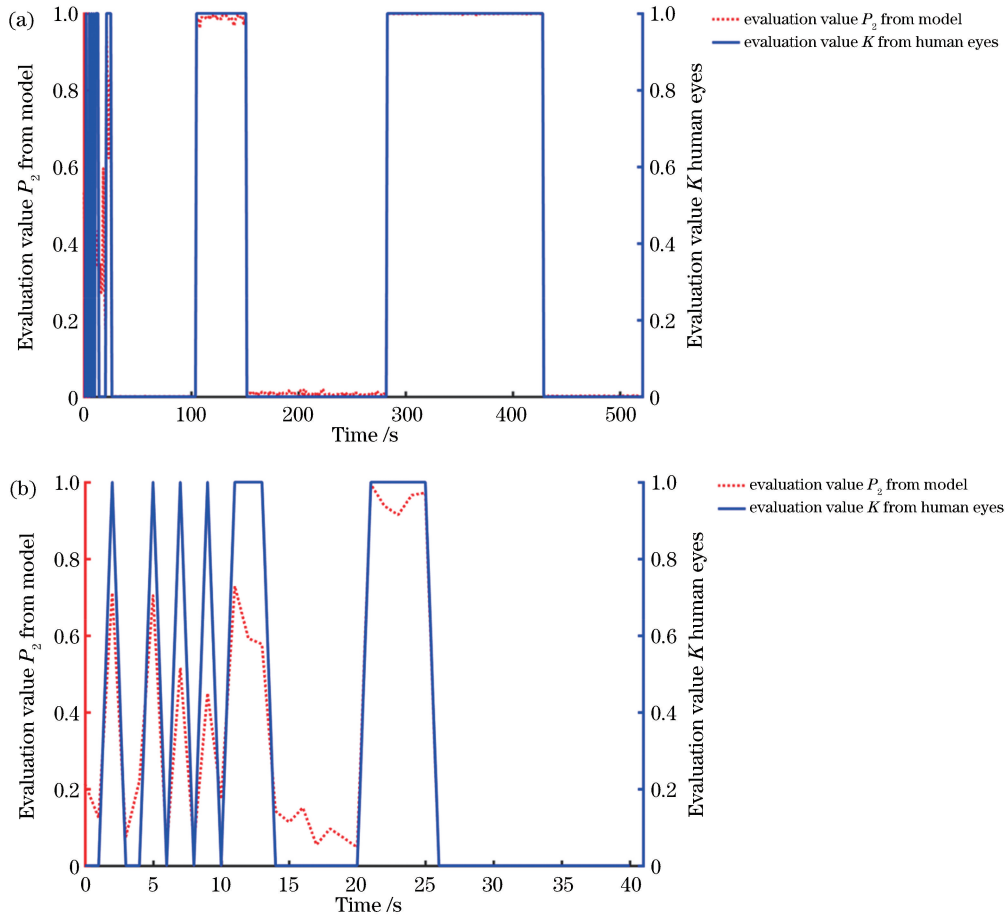 (a)
1.0
0.8
0.6
0.4
0.2
0
Evaluation value P₂ from model
0 100 200 300 400 500
Time /s
1.0
0.8
0.6
0.4
0.2
0
Evaluation value K human eyes
evaluation value P₂ from model
evaluation value K from human eyes
(b)
1.0
0.8
0.6
0.4
0.2
0
Evaluation value P₂ from model
0 5 10 15 20 25 30 35 40
Time /s
1.0
0.8
0.6
0.4
0.2
0
Evaluation value K human eyes
evaluation value P₂ from model
evaluation value K from human eyes